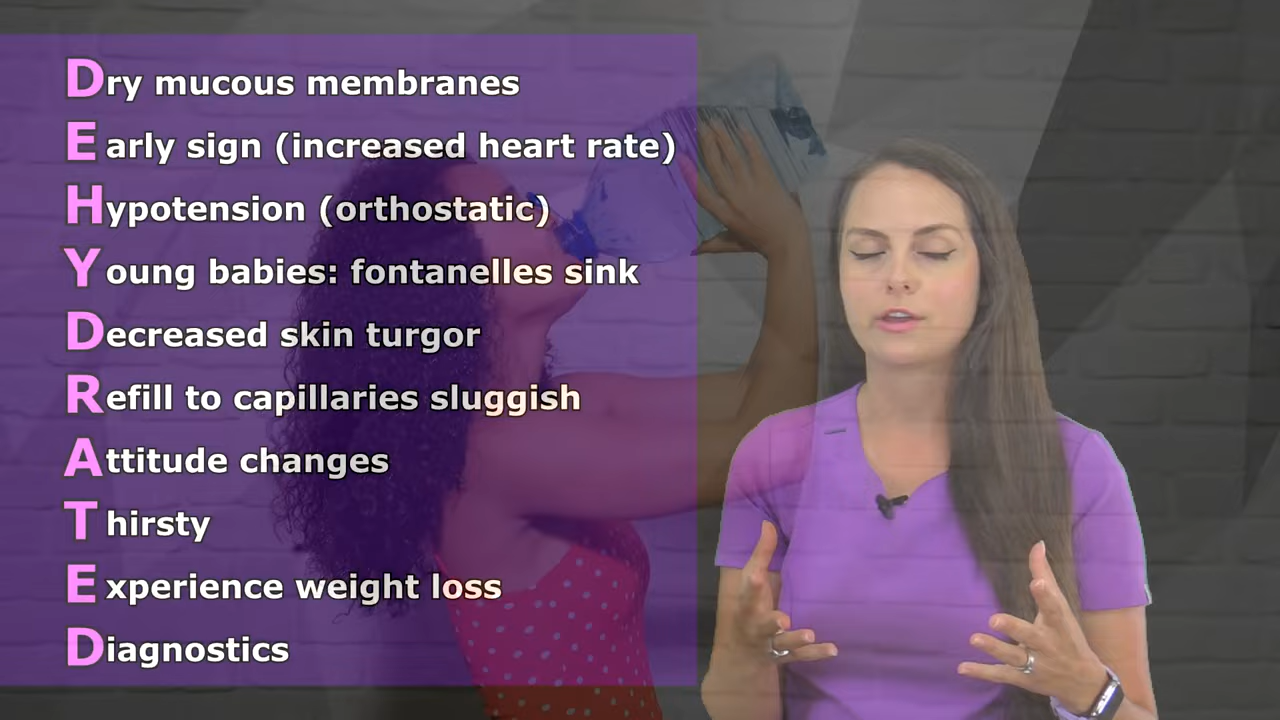 Dry mucous membranes
Early sign (increased heart rate)
Hypotension (orthostatic)
Young babies: fontanelles sink
Decreased skin turgor
Refill to capillaries sluggish
Attitude changes
Thirsty
Experience weight loss
Diagnostics